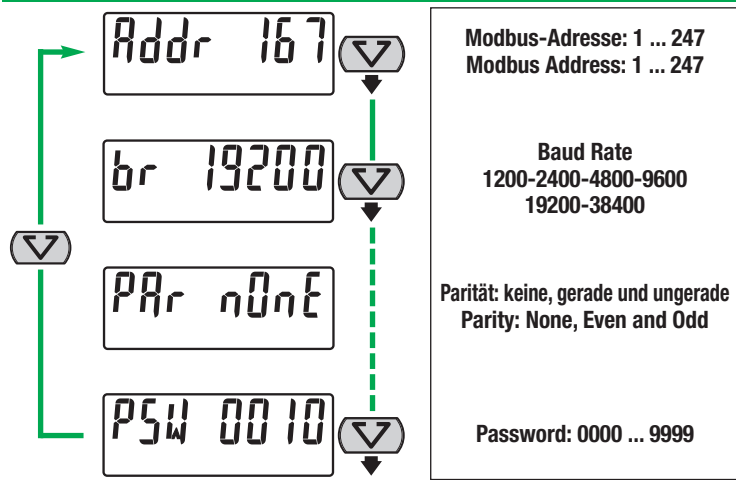 Addr 167
Modbus-Adresse: 1 ... 247
Modbus Address: 1 ... 247
br 19200
Baud Rate
1200-2400-4800-9600
19200-38400
PAr nOnE
Parität: keine, gerade und ungerade
Parity: None, Even and Odd
PSW 0010
Password: 0000 ... 9999